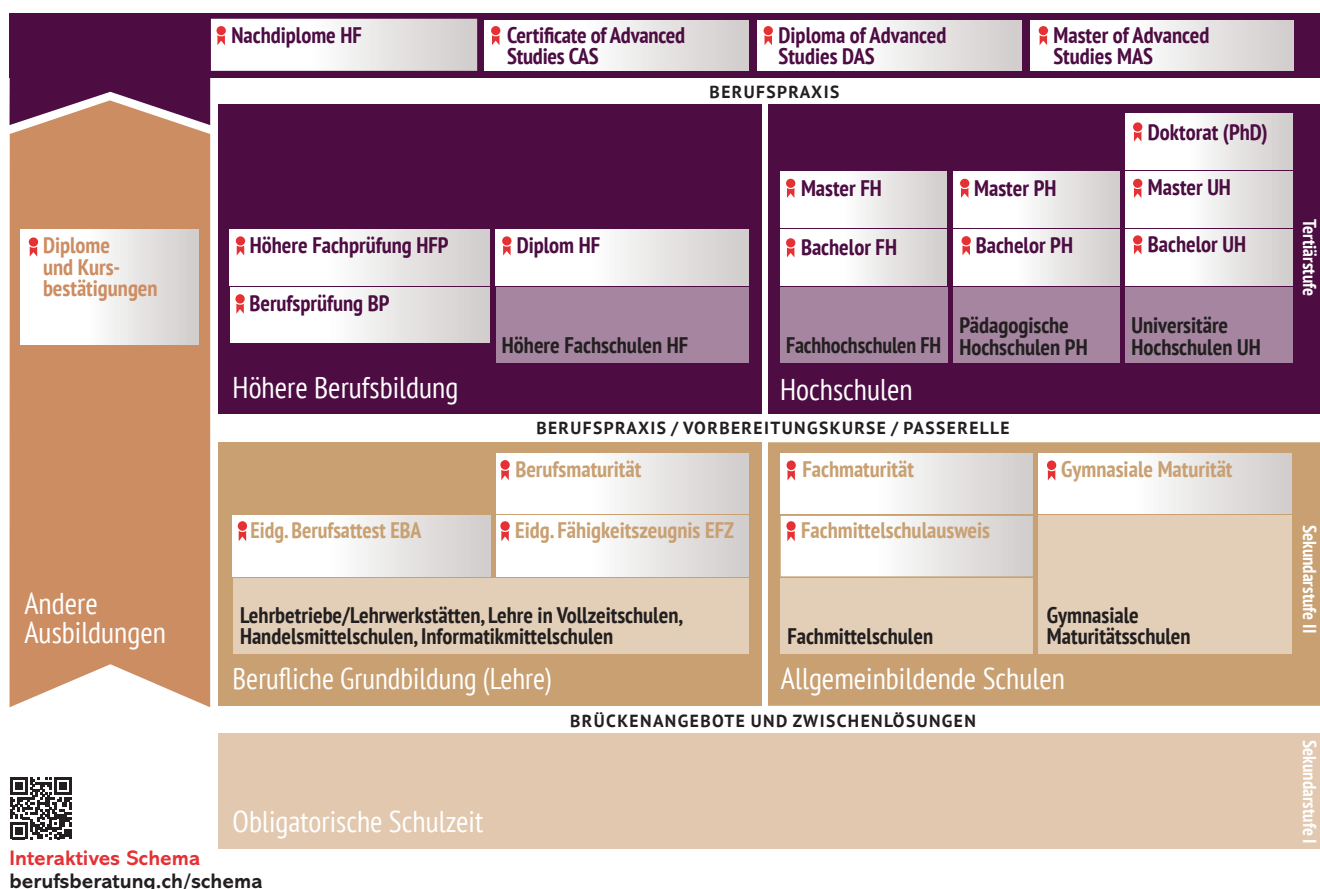 Nachdiplome HF
Certificate of Advanced
Studies CAS
Diploma of Advanced
Studies DAS
Master of Advanced
Studies MAS
BERUFSPRAXIS
Doktorat (PhD)
Master FH
Master PH
Master UH
Diplome
und Kurs-
bestätigungen
Höhere Fachprüfung HFP
Diplom HF
Bachelor FH
Bachelor PH
Bachelor UH
Berufsprüfung BP
Höhere Fachschulen HF
Fachhochschulen FH
Pädagogische
Hochschulen PH
Universitäre
Hochschulen UH
Höhere Berufsbildung
Hochschulen
Tertiärstufe
BERUFSPRAXIS / VORBEREITUNGSKURSE / PASSERELLE
Berufsmaturität
Fachmaturität
Gymnasiale Maturität
Eidg. Berufsattest EBA
Eidg. Fähigkeitszeugnis EFZ
Fachmittelschulausweis
Andere
Ausbildungen
Lehrbetriebe/Lehrwerkstätten, Lehre in Vollzeitschulen,
Handelsmittelschulen, Informatikmittelschulen
Fachmittelschulen
Gymnasiale
Maturitätsschulen
Berufliche Grundbildung (Lehre)
Allgemeinbildende Schulen
Sekundarstufe II
BRÜCKENANGEBOTE UND ZWISCHENLÖSUNGEN
Obligatorische Schulzeit
Sekundarstufe I
Interaktives Schema
berufsberatung.ch/schema